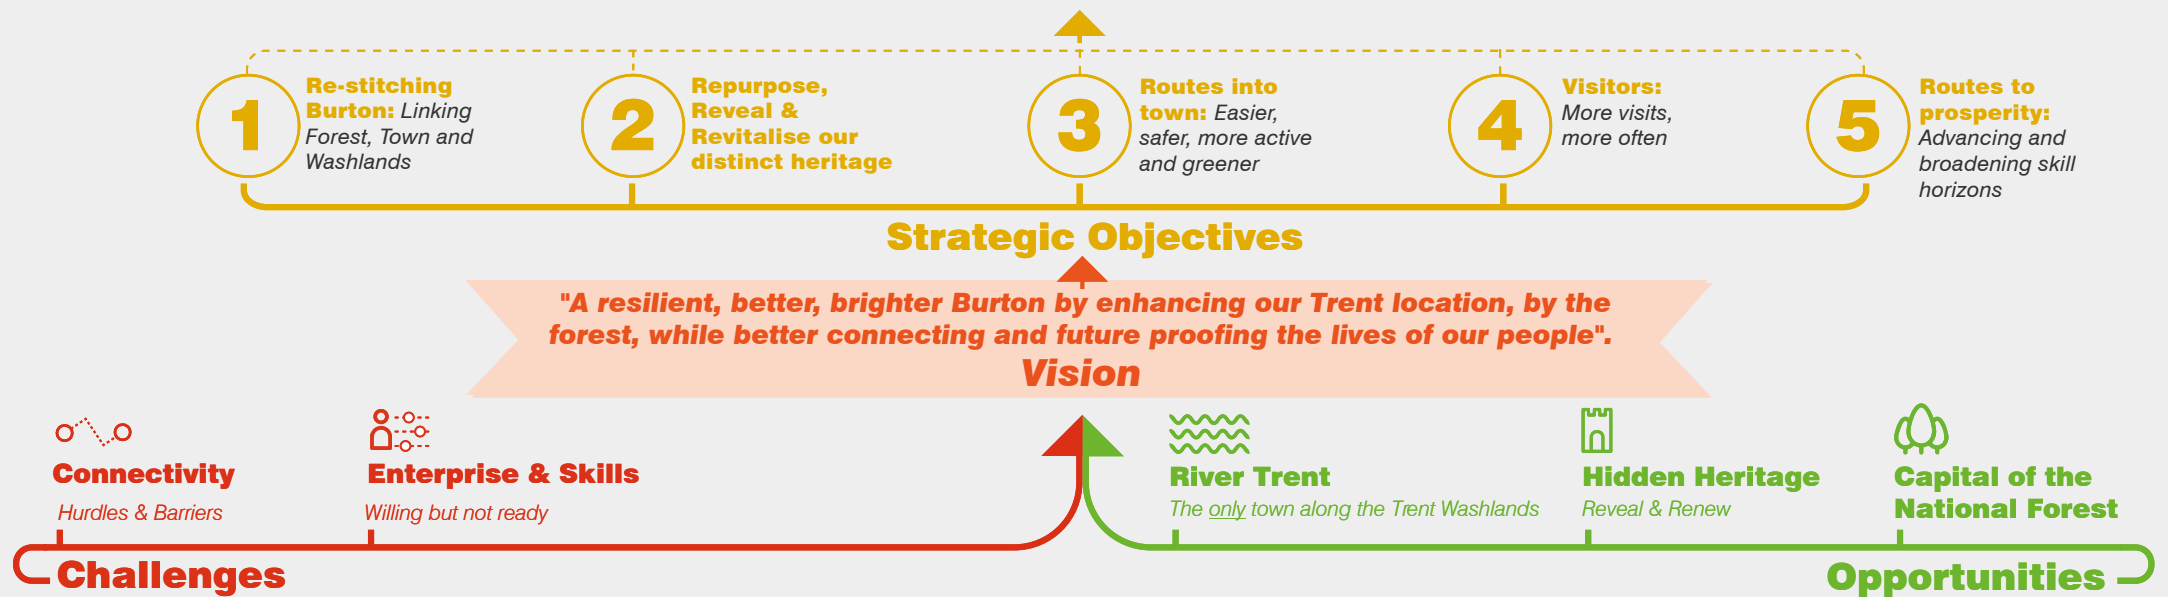 1
Re-stitching
Burton: Linking
Forest, Town and
Washlands
2
Repurpose,
Reveal &
Revitalise our
distinct heritage
3
Routes into
town: Easier,
safer, more active
and greener
4
Visitors:
More visits,
more often
5
Routes to
prosperity:
Advancing and
broadening skill
horizons
Strategic Objectives
"A resilient, better, brighter Burton by enhancing our Trent location, by the
forest, while better connecting and future proofing the lives of our people".
Vision
Connectivity
Hurdles & Barriers
Enterprise & Skills
Willing but not ready
Challenges
River Trent
The only town along the Trent Washlands
Hidden Heritage
Reveal & Renew
Capital of the
National Forest
Opportunities